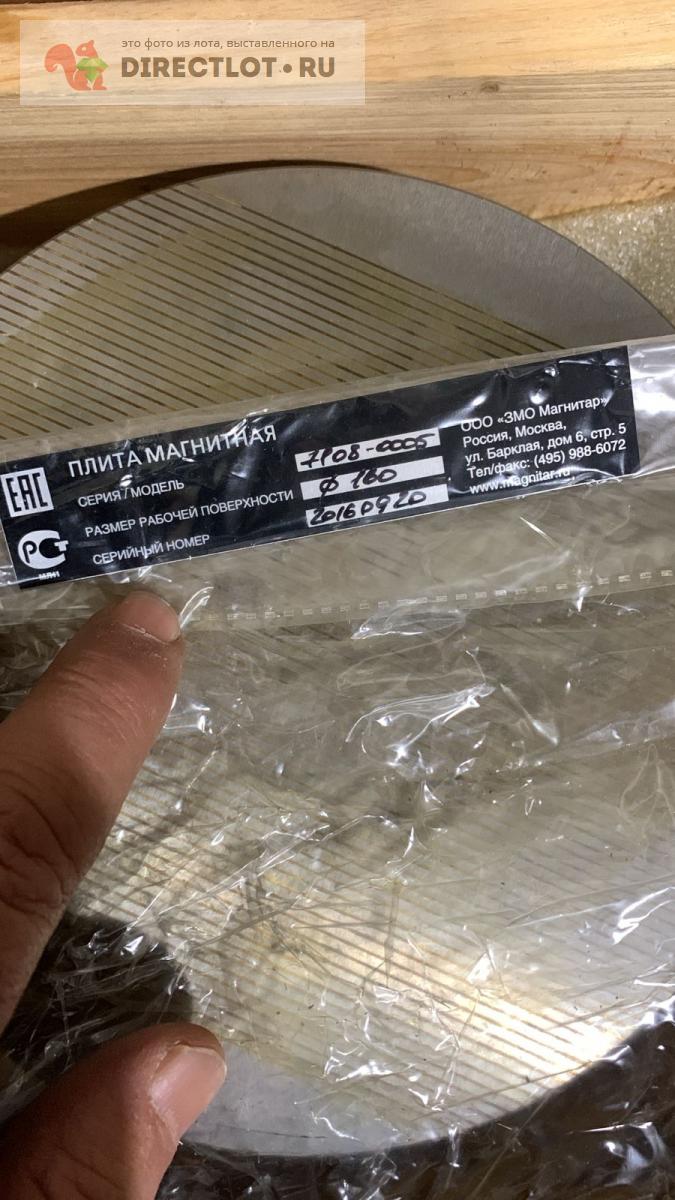 это фото из лота, выставленного на
DIRECTLOT.RU
ПЛИТА МАГНИТНАЯ
СЕРИЯ / МОДЕЛЬ 7108-0005
РАЗМЕР РАБОЧЕЙ ПОВЕРХНОСТИ Ф 160
СЕРИЙНЫЙ НОМЕР 20160920
EAC
РСТ
ООО «ЗМО Магнитар»
Россия, Москва,
ул. Барклая, дом 6, стр. 5
Тел/факс: (495) 988-6072
www.magnitar.ru